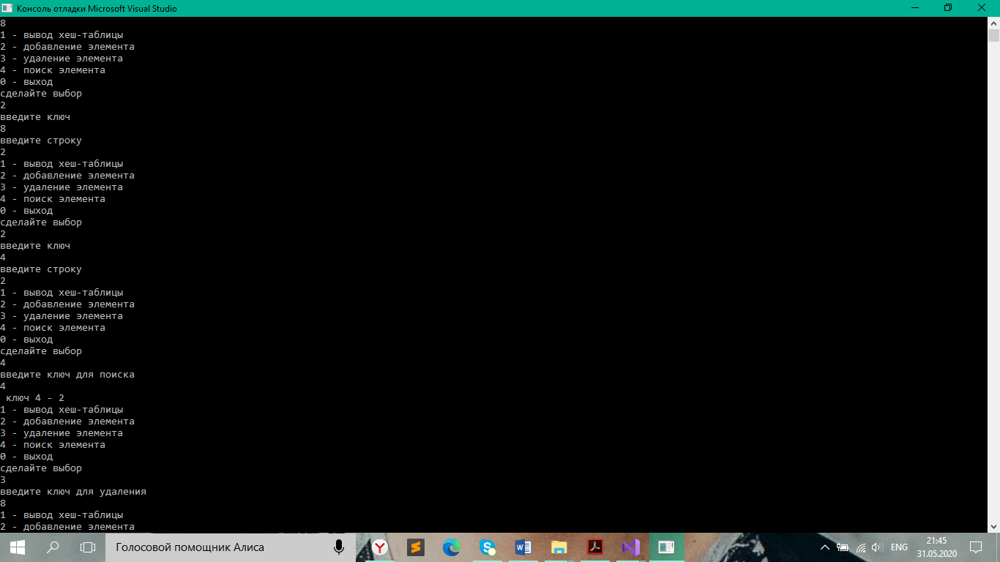 Консоль отладки Microsoft Visual Studio
8
1 - вывод хеш-таблицы
2 - добавление элемента
3 - удаление элемента
4 - поиск элемента
0 - выход
сделайте выбор
2
введите ключ
8
введите строку
2
1 - вывод хеш-таблицы
2 - добавление элемента
3 - удаление элемента
4 - поиск элемента
0 - выход
сделайте выбор
2
введите ключ
4
введите строку
2
1 - вывод хеш-таблицы
2 - добавление элемента
3 - удаление элемента
4 - поиск элемента
0 - выход
сделайте выбор
4
введите ключ для поиска
4
ключ 4 - 2
1 - вывод хеш-таблицы
2 - добавление элемента
3 - удаление элемента
4 - поиск элемента
0 - выход
сделайте выбор
3
введите ключ для удаления
8
1 - вывод хеш-таблицы
2 - добавление элемента
Голосовой помощник Алиса
ENG
21:45
31.05.2020